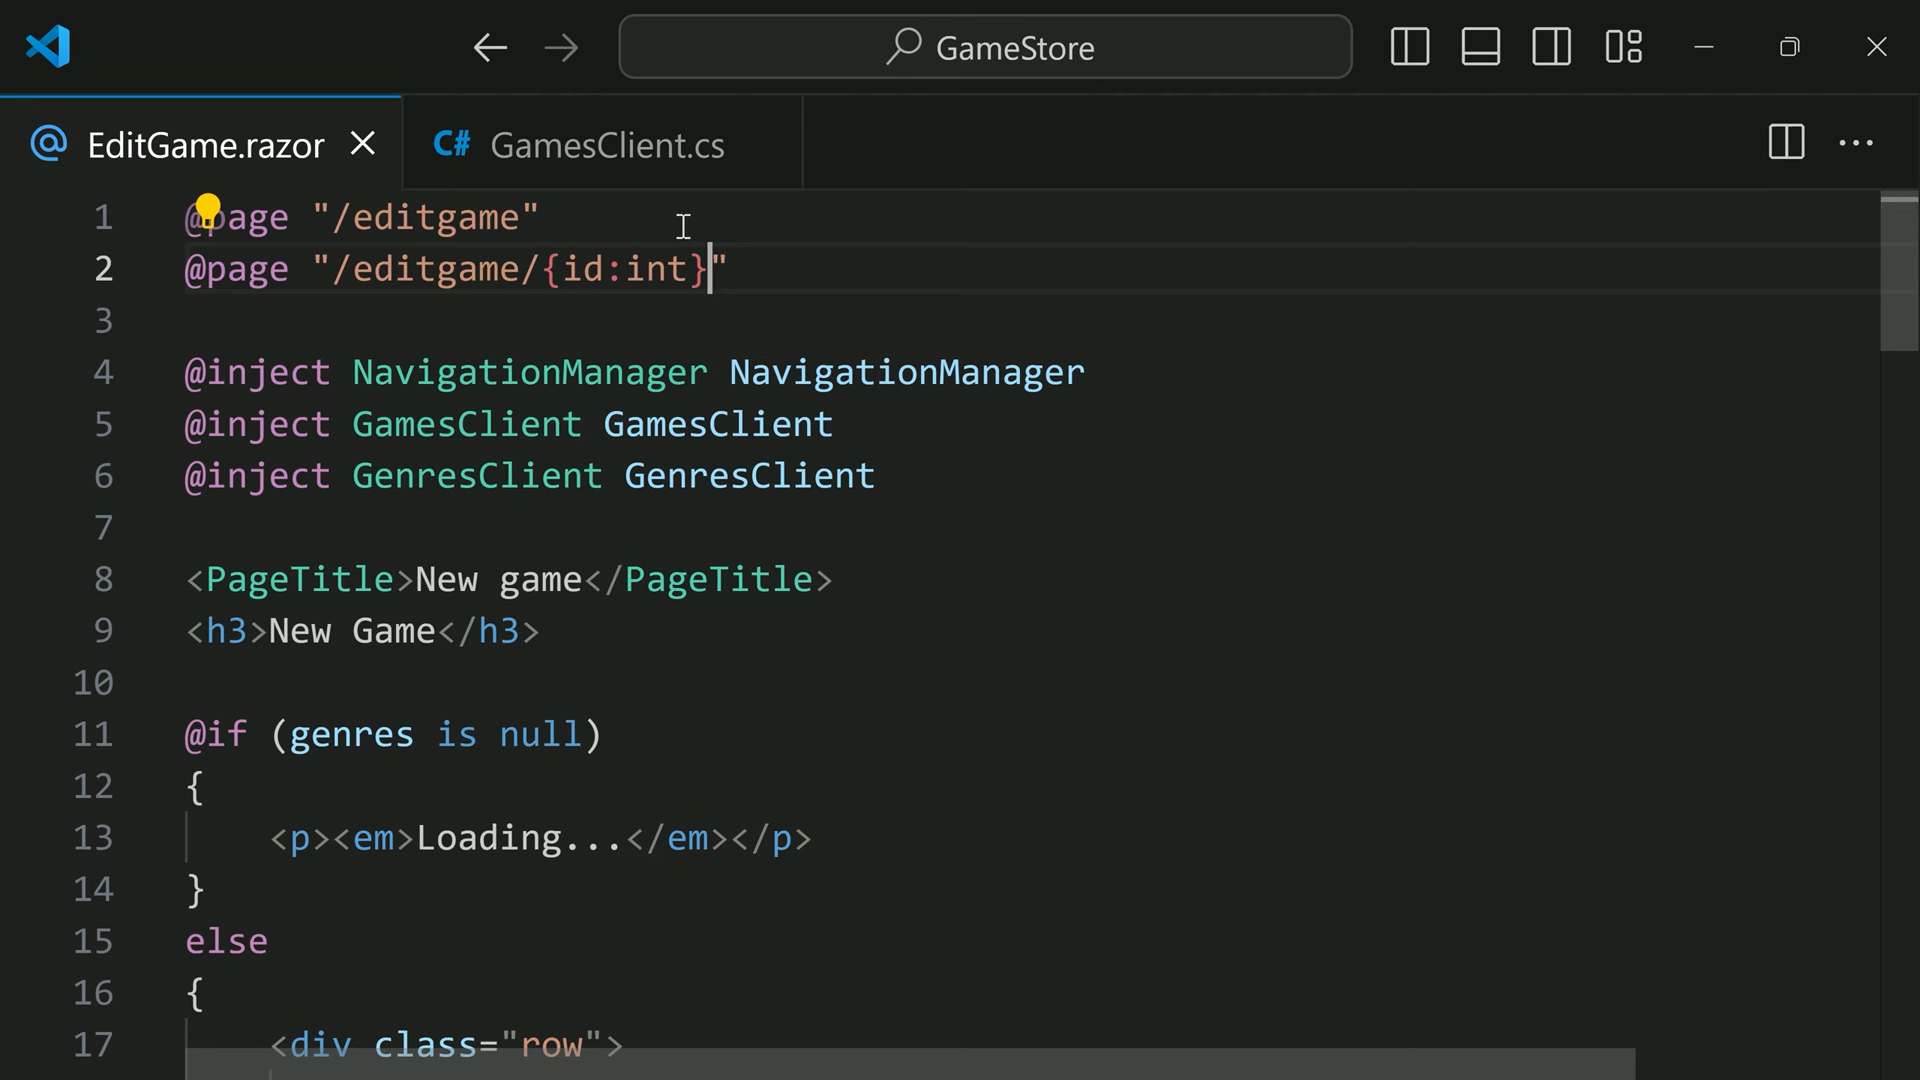 GameStore
EditGame.razor
C# GamesClient.cs
1 @page "/editgame"
2 @page "/editgame/{id:int}"
3
4 @inject NavigationManager NavigationManager
5 @inject GamesClient GamesClient
6 @inject GenresClient GenresClient
7
8 <PageTitle>New game</PageTitle>
9 <h3>New Game</h3>
10
11 @if (genres is null)
12 {
13 <p><em>Loading...</em></p>
14 }
15 else
16 {
17 <div class="row">